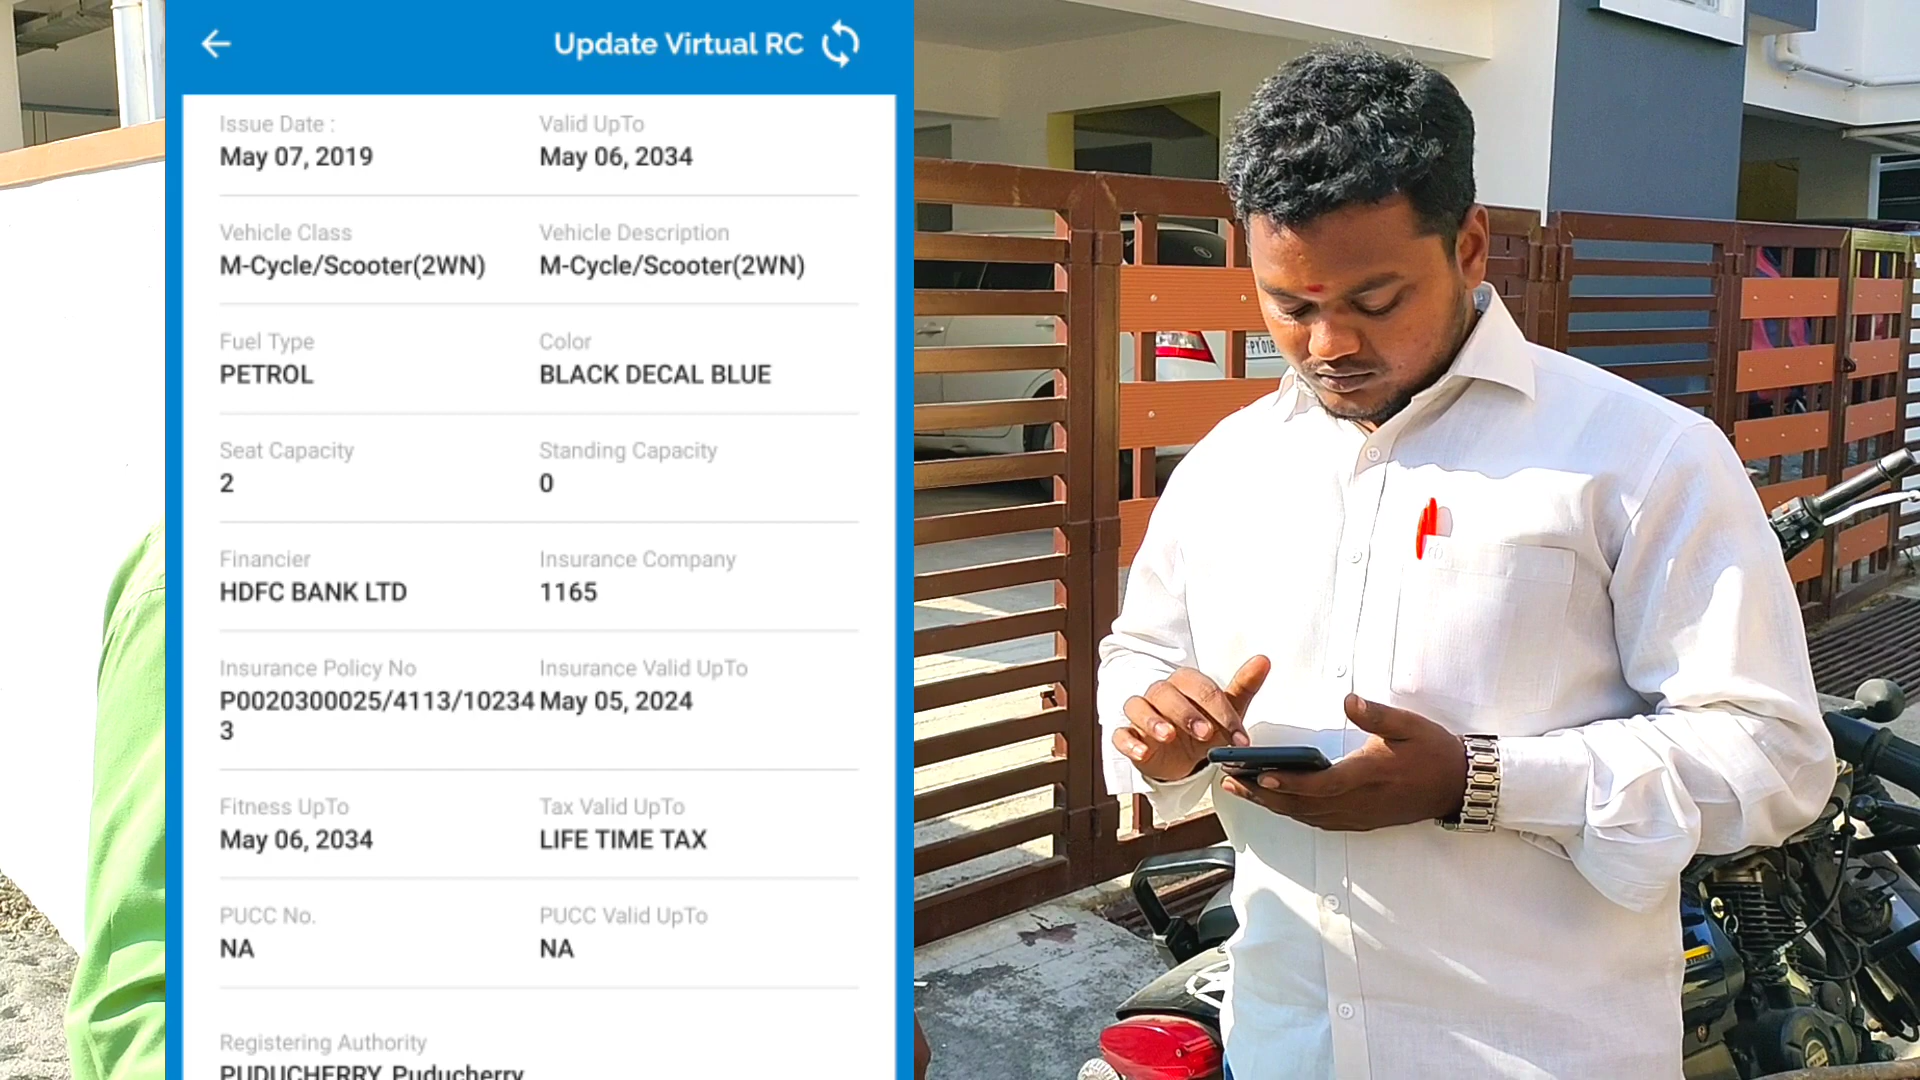 Update Virtual RC
Issue Date :
Valid UpTo
May 07, 2019
May 06, 2034
Vehicle Class
Vehicle Description
M-Cycle/Scooter(2WN)
M-Cycle/Scooter(2WN)
Fuel Type
Color
PETROL
BLACK DECAL BLUE
Seat Capacity
Standing Capacity
2
0
Financier
Insurance Company
HDFC BANK LTD
1165
Insurance Policy No
Insurance Valid UpTo
P0020300025/4113/10234
May 05, 2024
3
Fitness UpTo
Tax Valid UpTo
May 06, 2034
LIFE TIME TAX
PUCC No.
PUCC Valid UpTo
NA
NA
Registering Authority
PUDUCHERRY, Puducherry
PY01B